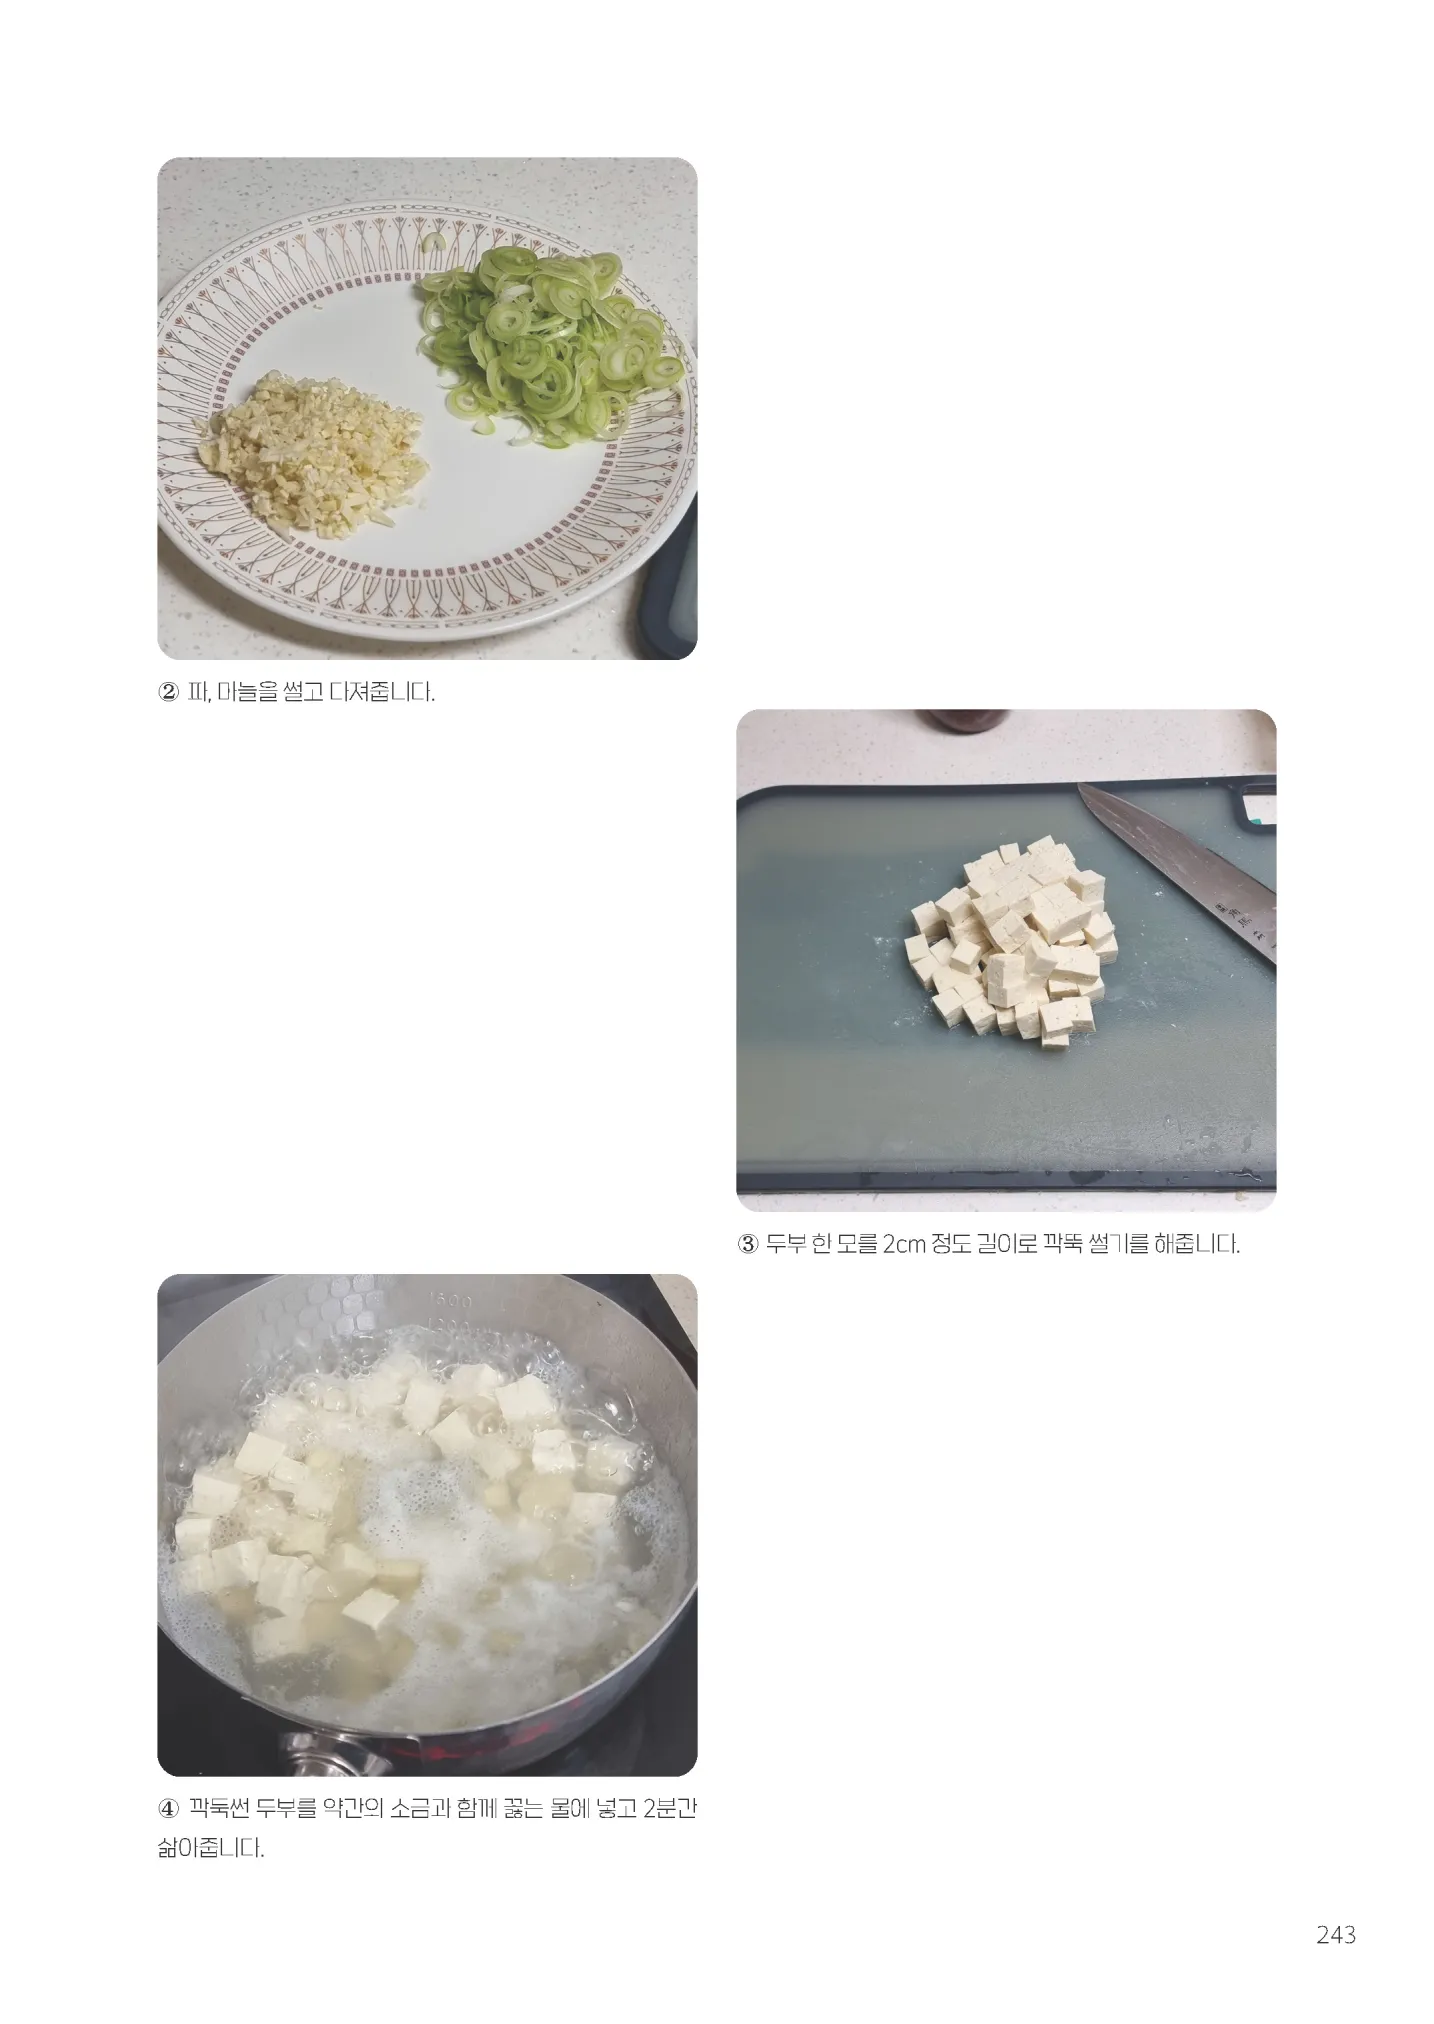 ② 파, 마늘을 썰고 다져줍니다.
③ 두부 한 모를 2cm 정도 길이로 깍뚝 썰기를 해줍니다.
1600
1200
④ 깍둑썬 두부를 약간의 소금과 함께 끓는 물에 넣고 2분간
삶아줍니다.
243